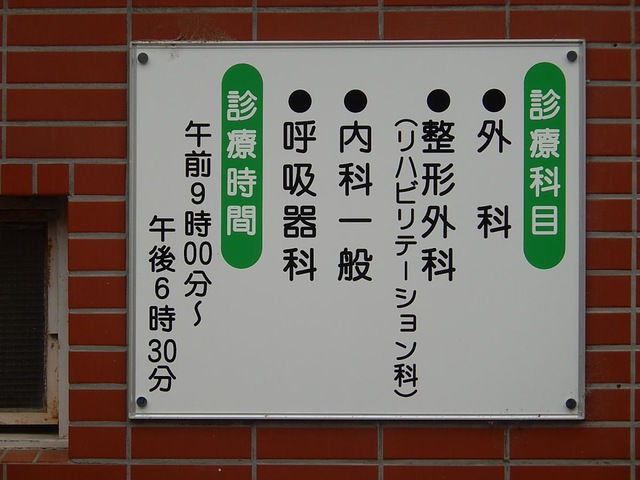 診療科目
●外科
●整形外科
(リハビリテーション科)
●内科一般
●呼吸器科
診療時間
午前9時00分～
午後6時30分